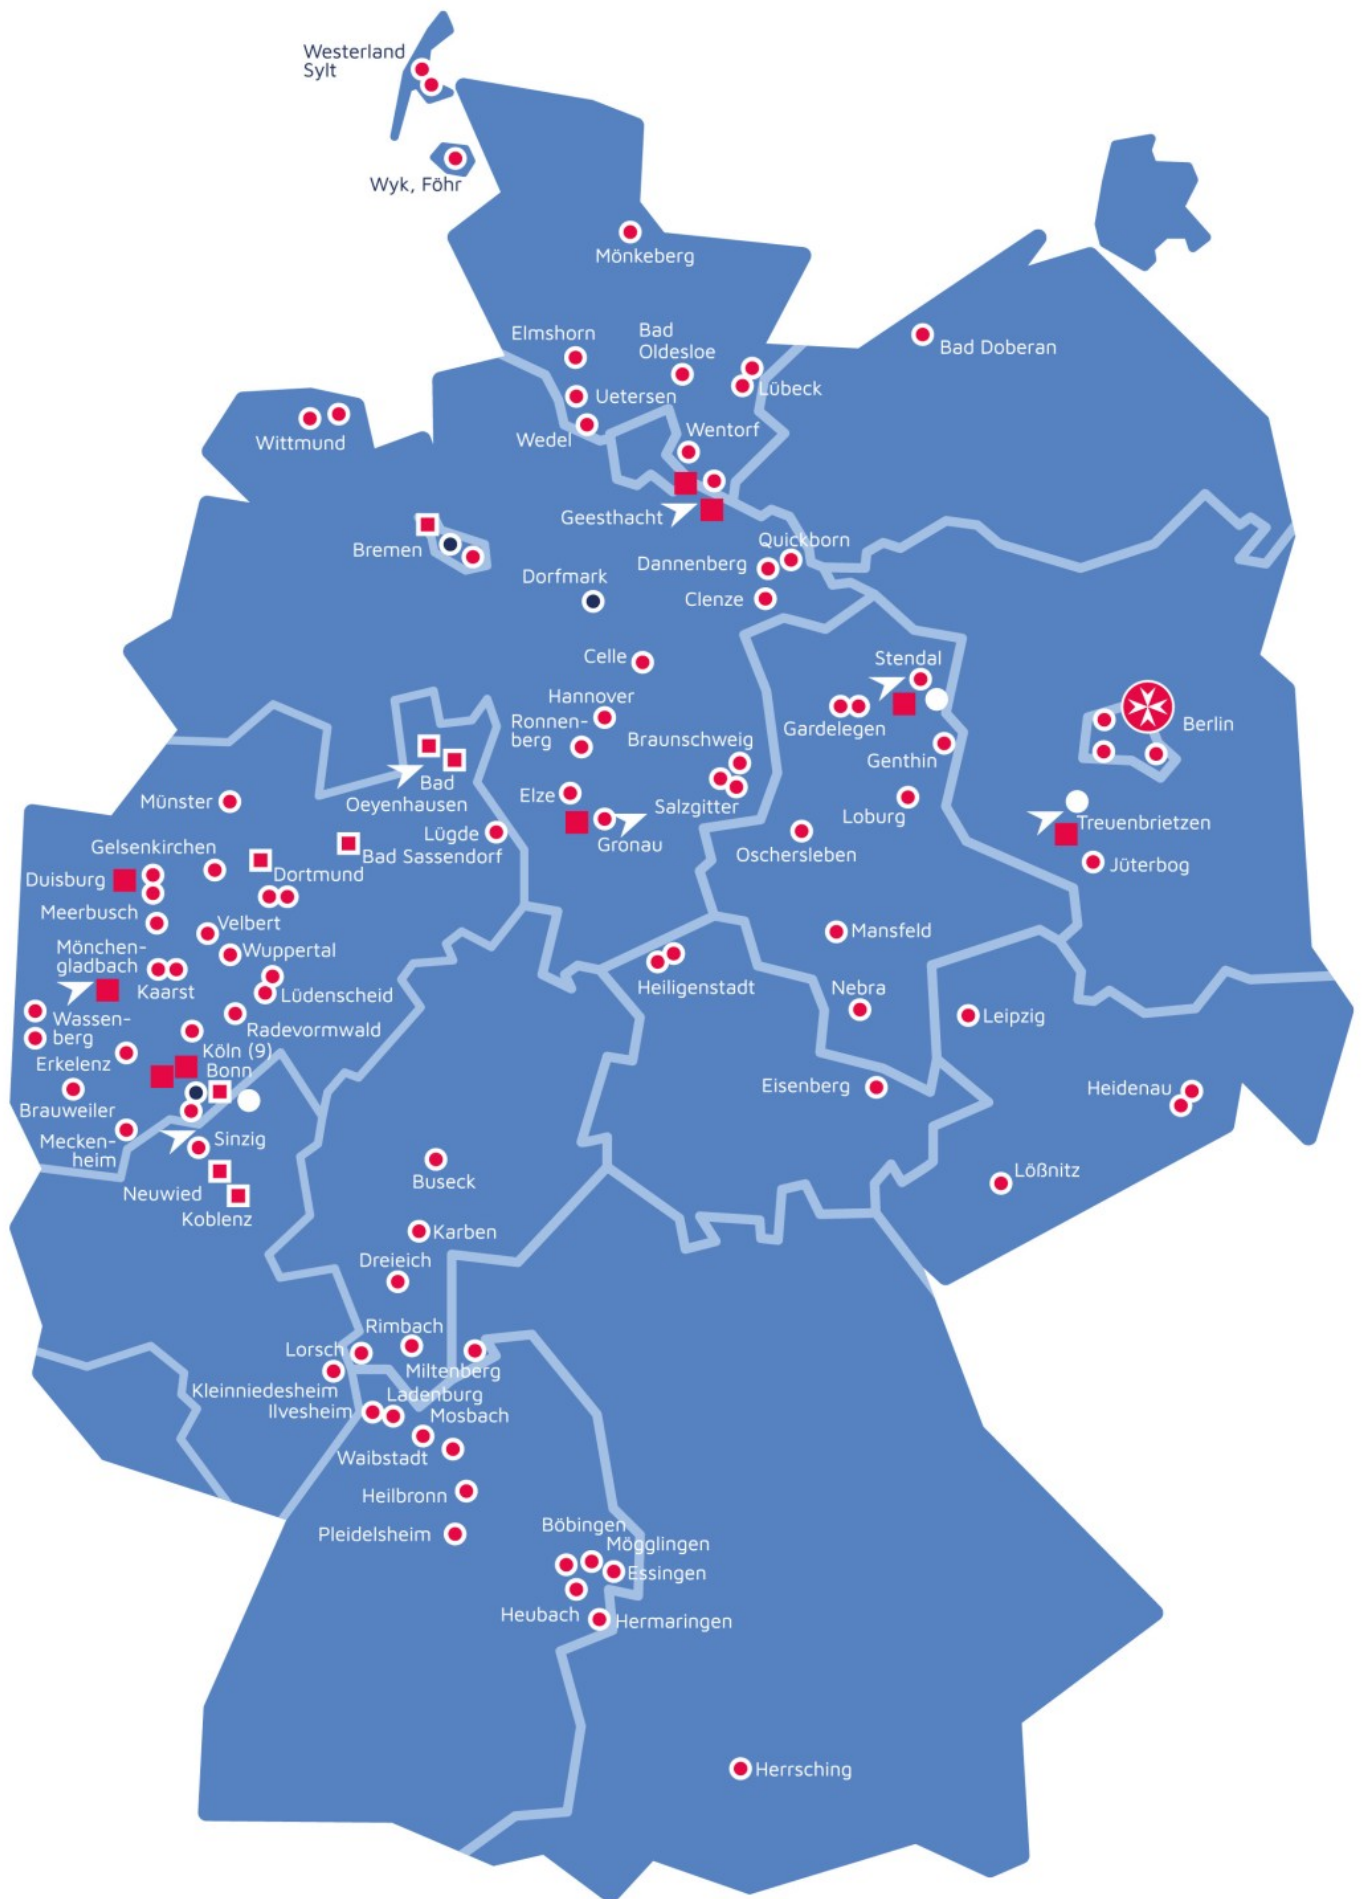 Westerland
Sylt
Wyk, Föhr
Mönkeberg
Elmshorn
Bad
Oldesloe
Bad Doberan
Lübeck
Uetersen
Wedel
Wentorf
Wittmund
Geesthacht
Bremen
Quickborn
Dannenberg
Dorfmark
Clenze
Celle
Stendal
Hannover
Ronnen-
berg
Braunschweig
Gardelegen
Berlin
Genthin
Bad
Oeyenhausen
Münster
Elze
Salzgitter
Loburg
Treuenbrietzen
Lügde
Gronau
Gelsenkirchen
Bad Sassendorf
Oschersleben
Jüterbog
Duisburg
Dortmund
Meerbusch
Velbert
Mansfeld
Mönchen-
gladbach
Wuppertal
Kaarst
Lüdenscheid
Heiligenstadt
Nebra
Leipzig
Wassen-
berg
Radevormwald
Köln (9)
Erkelenz
Bonn
Eisenberg
Heidenau
Brauweiler
Mecken-
heim
Sinzig
Lößnitz
Neuwied
Buseck
Koblenz
Karben
Dreieich
Rimbach
Lorsch
Miltenberg
Kleinniedesheim
Ladenburg
Ilvesheim
Mosbach
Waibstadt
Heilbronn
Pleidelsheim
Böbingen
Mögglingen
Essingen
Heubach
Hermaringen
Herrsching